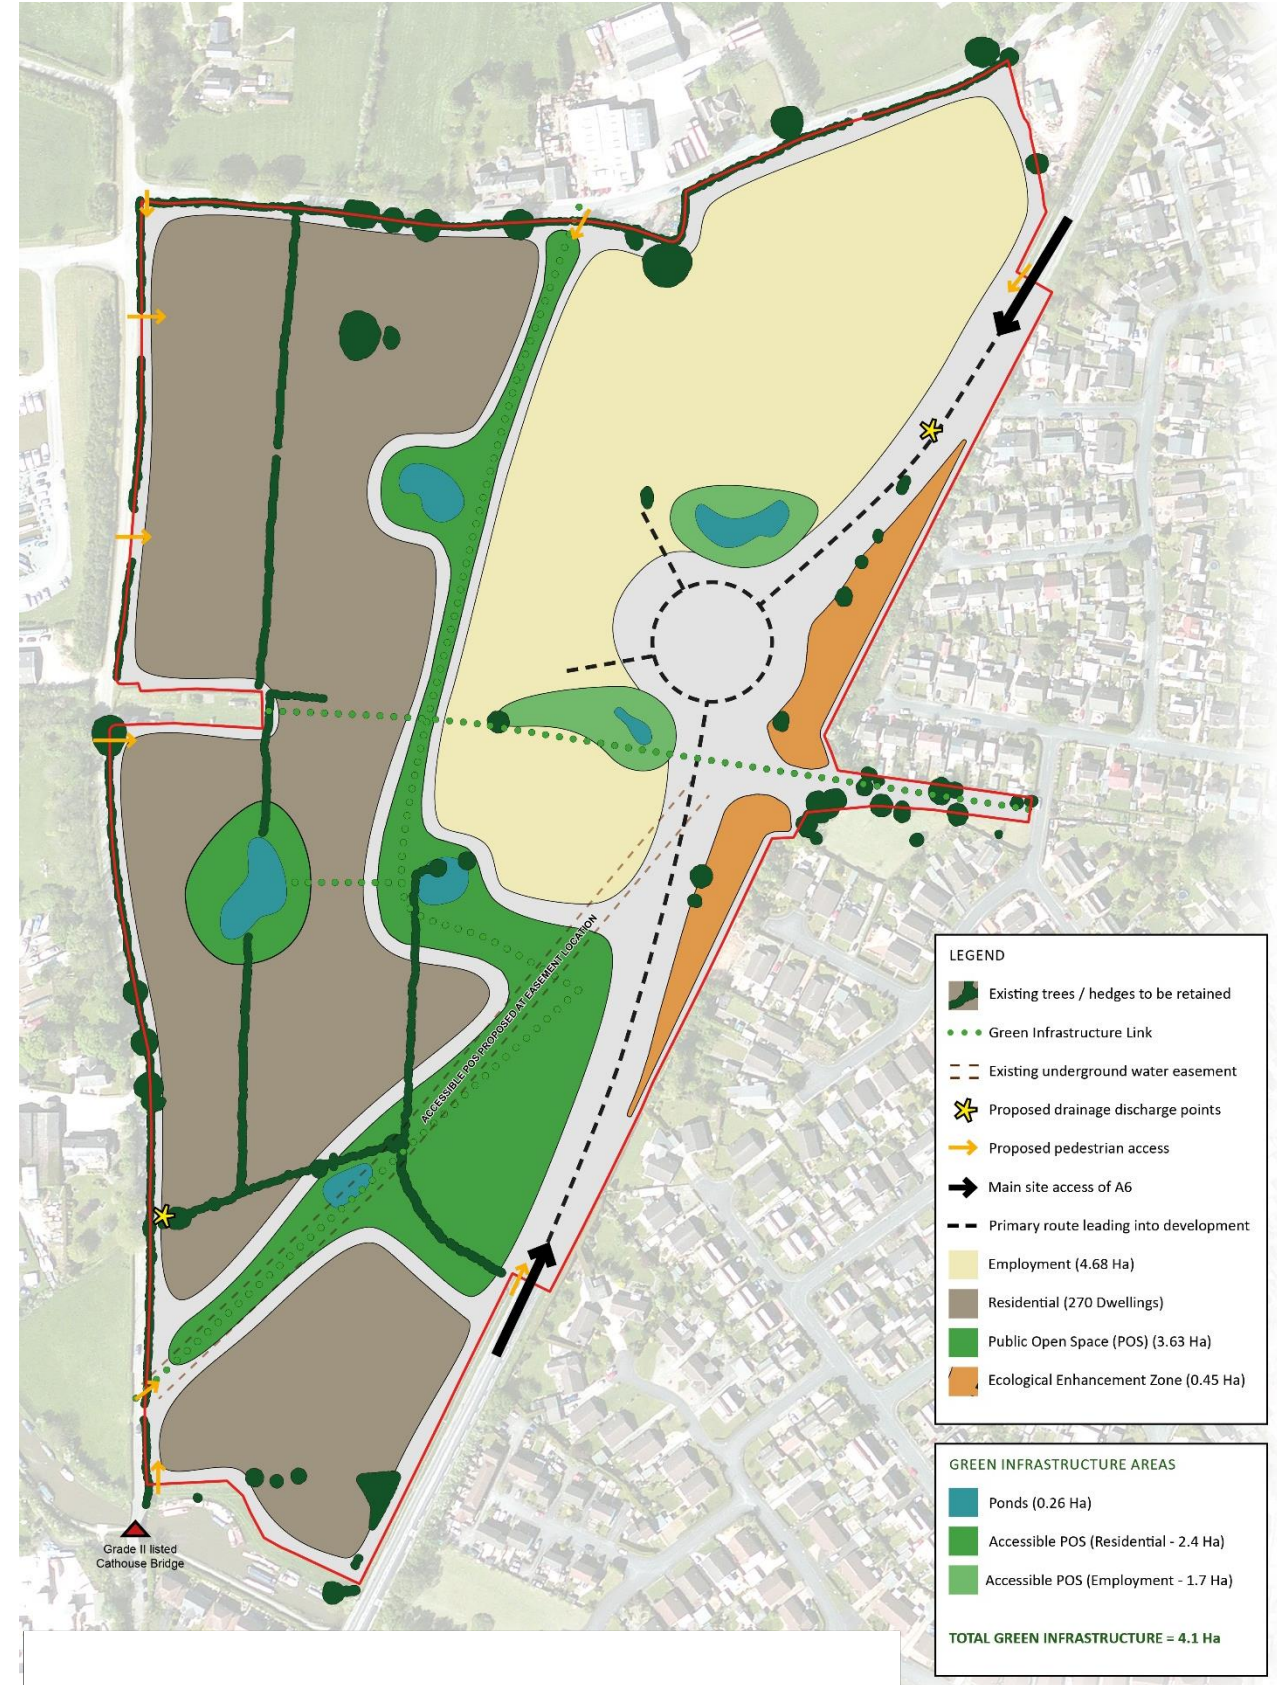 ACCESSIBLE POS PROPOSED AT EASEMENT LOCATION
Grade II listed
Cathouse Bridge
LEGEND
Existing trees / hedges to be retained
Green Infrastructure Link
Existing underground water easement
Proposed drainage discharge points
Proposed pedestrian access
Main site access of A6
Primary route leading into development
Employment (4.68 Ha)
Residential (270 Dwellings)
Public Open Space (POS) (3.63 Ha)
Ecological Enhancement Zone (0.45 Ha)
GREEN INFRASTRUCTURE AREAS
Ponds (0.26 Ha)
Accessible POS (Residential - 2.4 Ha)
Accessible POS (Employment - 1.7 Ha)
TOTAL GREEN INFRASTRUCTURE = 4.1 Ha